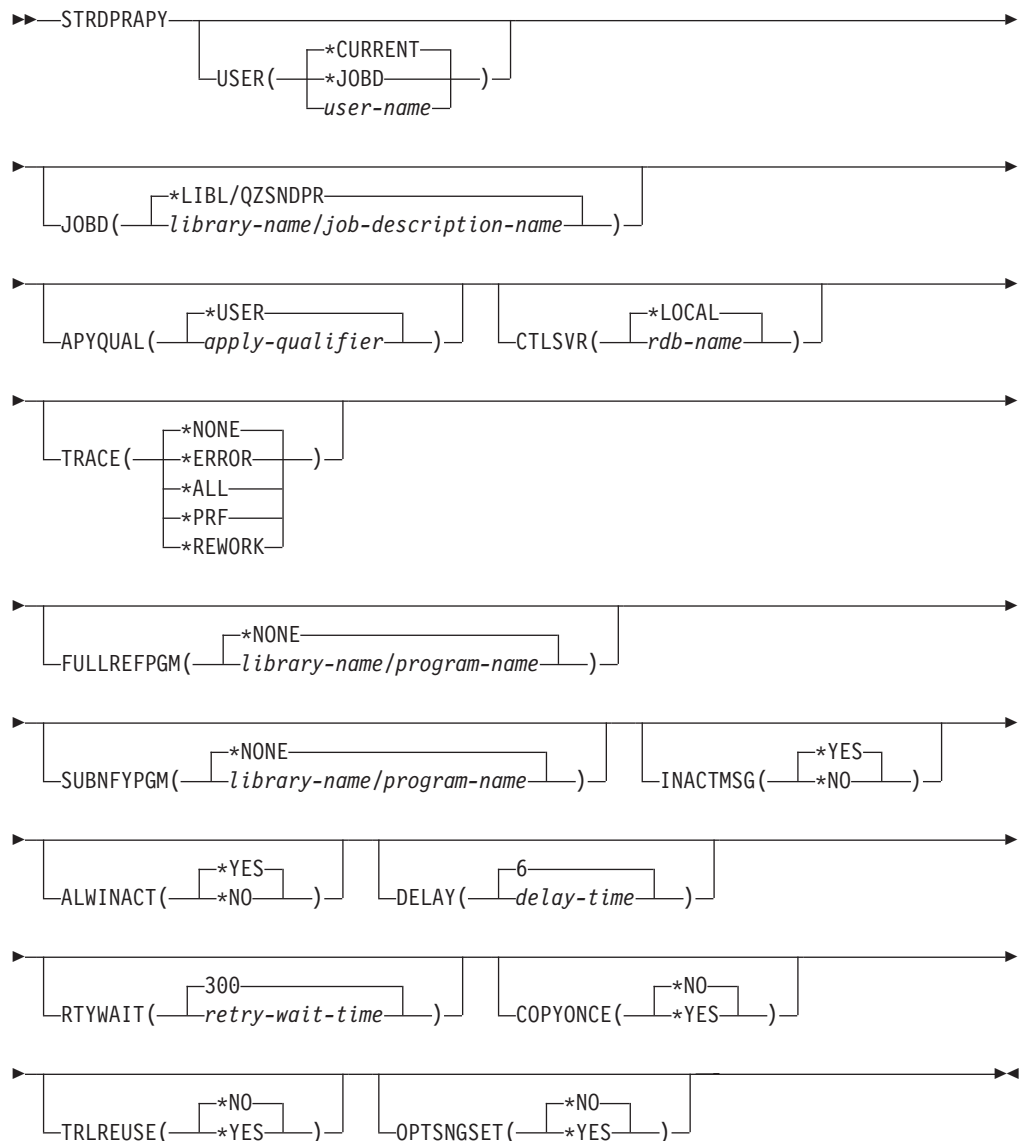 STRDPRAPY
*CURRENT
USER( *JOBD )
user-name
*LIBL/QZSNDPR
JOBD( library-name/job-description-name )
*USER *LOCAL
APYQUAL( apply-qualifier ) CTLSVR( rdb-name )
*NONE
TRACE( *ERROR )
*ALL
*PRF
*REWORK
*NONE
FULLREFPGM( library-name/program-name )
*NONE *YES
SUBNFYPGM( library-name/program-name ) INACTMSG( *NO )
*YES 6
ALWINACT( *NO ) DELAY( delay-time )
300 *NO
RTYWAIT( retry-wait-time ) COPYONCE( *YES )
*NO *NO
TRLREUSE( *YES ) OPTSNGSET( *YES )